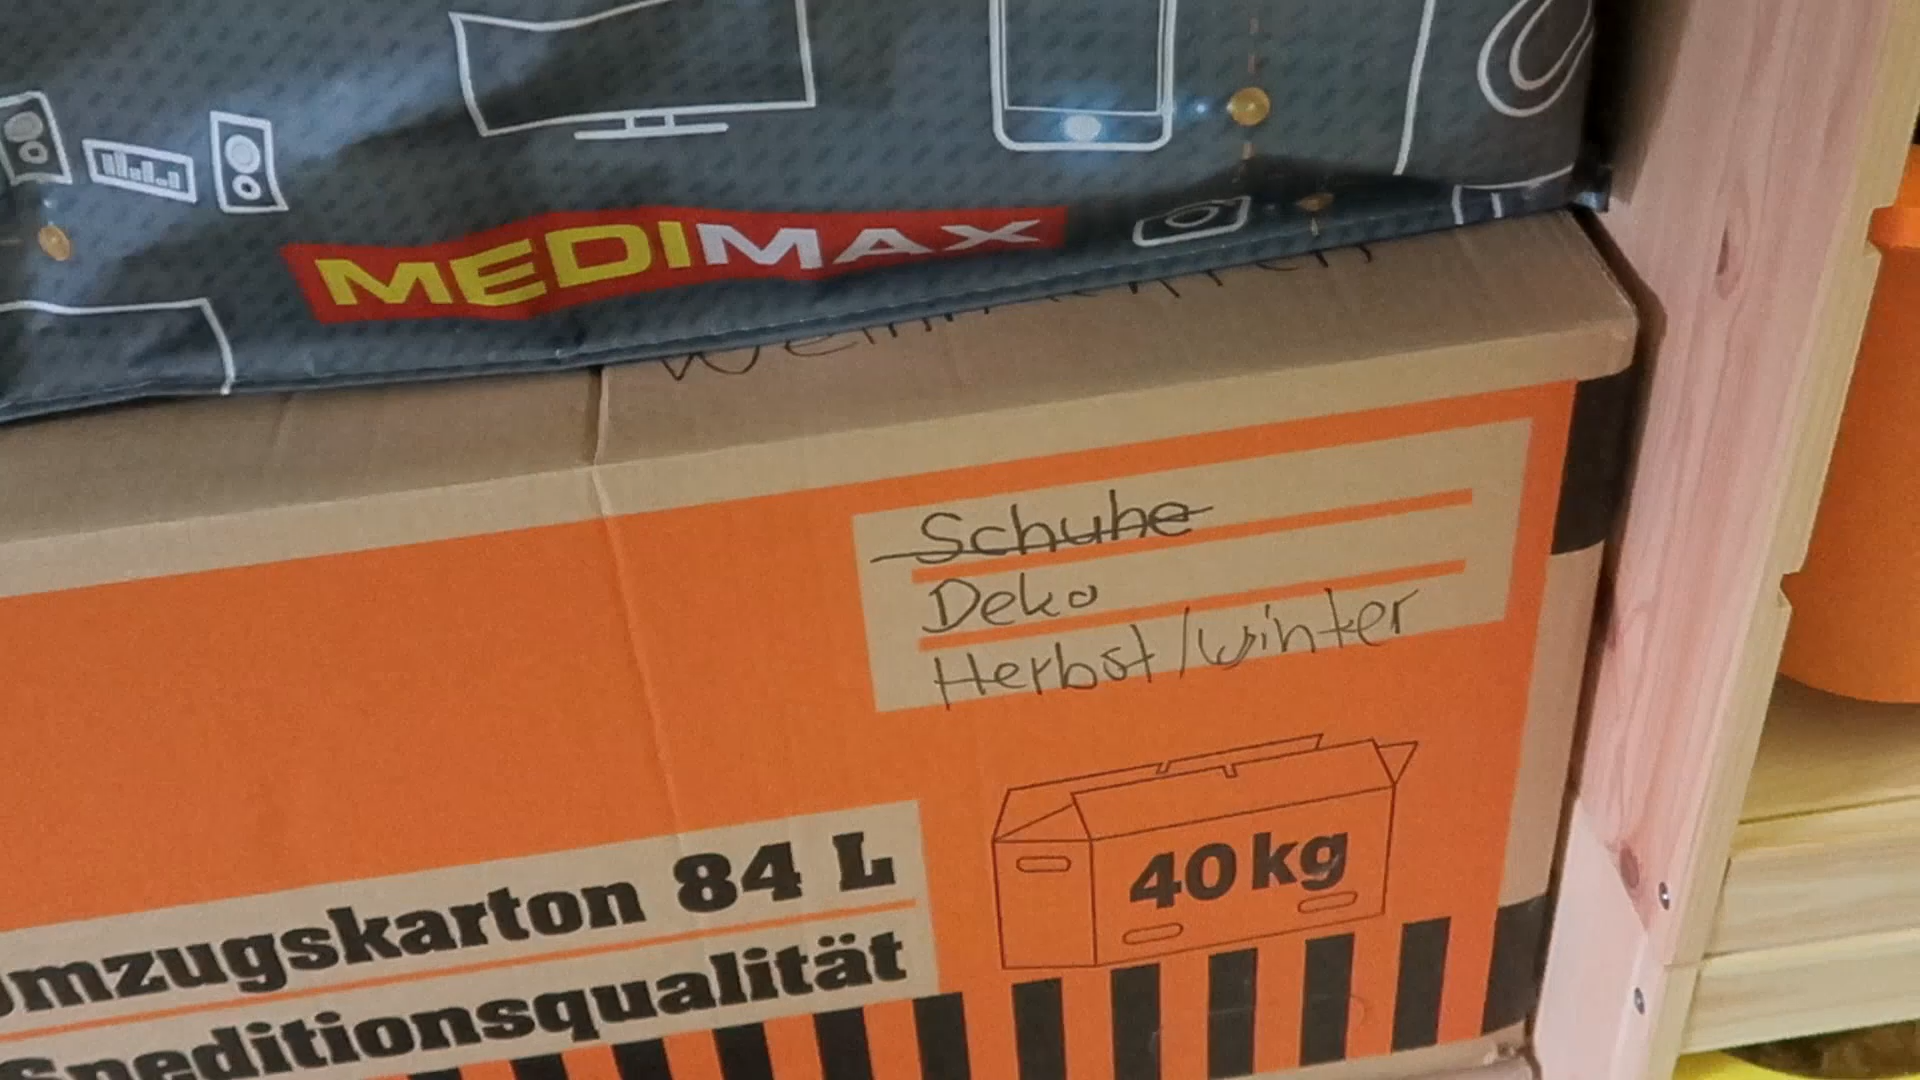 MEDIMAX
Schuhe
Deko
Herbst/Winter
40kg
Umzugskarton 84 L
Speditionsqualität